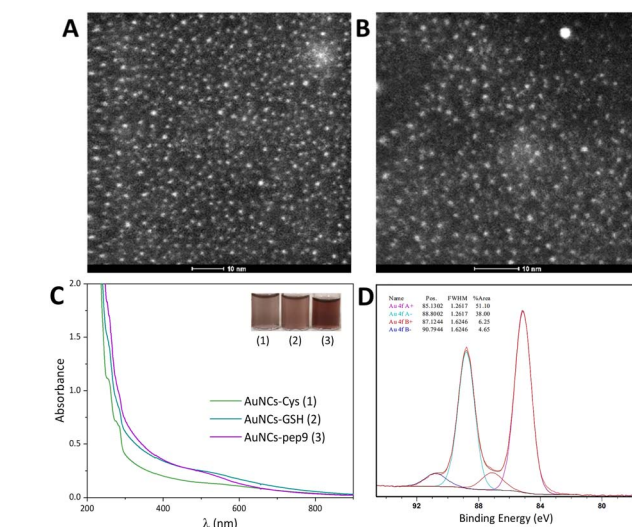 A
B
10 nm
10 nm
C
D
2.0
1.5
1.0
0.5
0.0
Absorbance
200
400
600
800
λ (nm)
(1)
(2)
(3)
AuNCs-Cys (1)
AuNCs-GSH (2)
AuNCs-pep9 (3)
Name Pos. FWHM %Area
Au 4f A+ 85.1302 1.2617 51.10
Au 4f A- 88.8002 1.2617 38.00
Au 4f B+ 87.1244 1.6246 6.25
Au 4f B- 90.7944 1.6246 4.65
92
88
84
80
Binding Energy (eV)